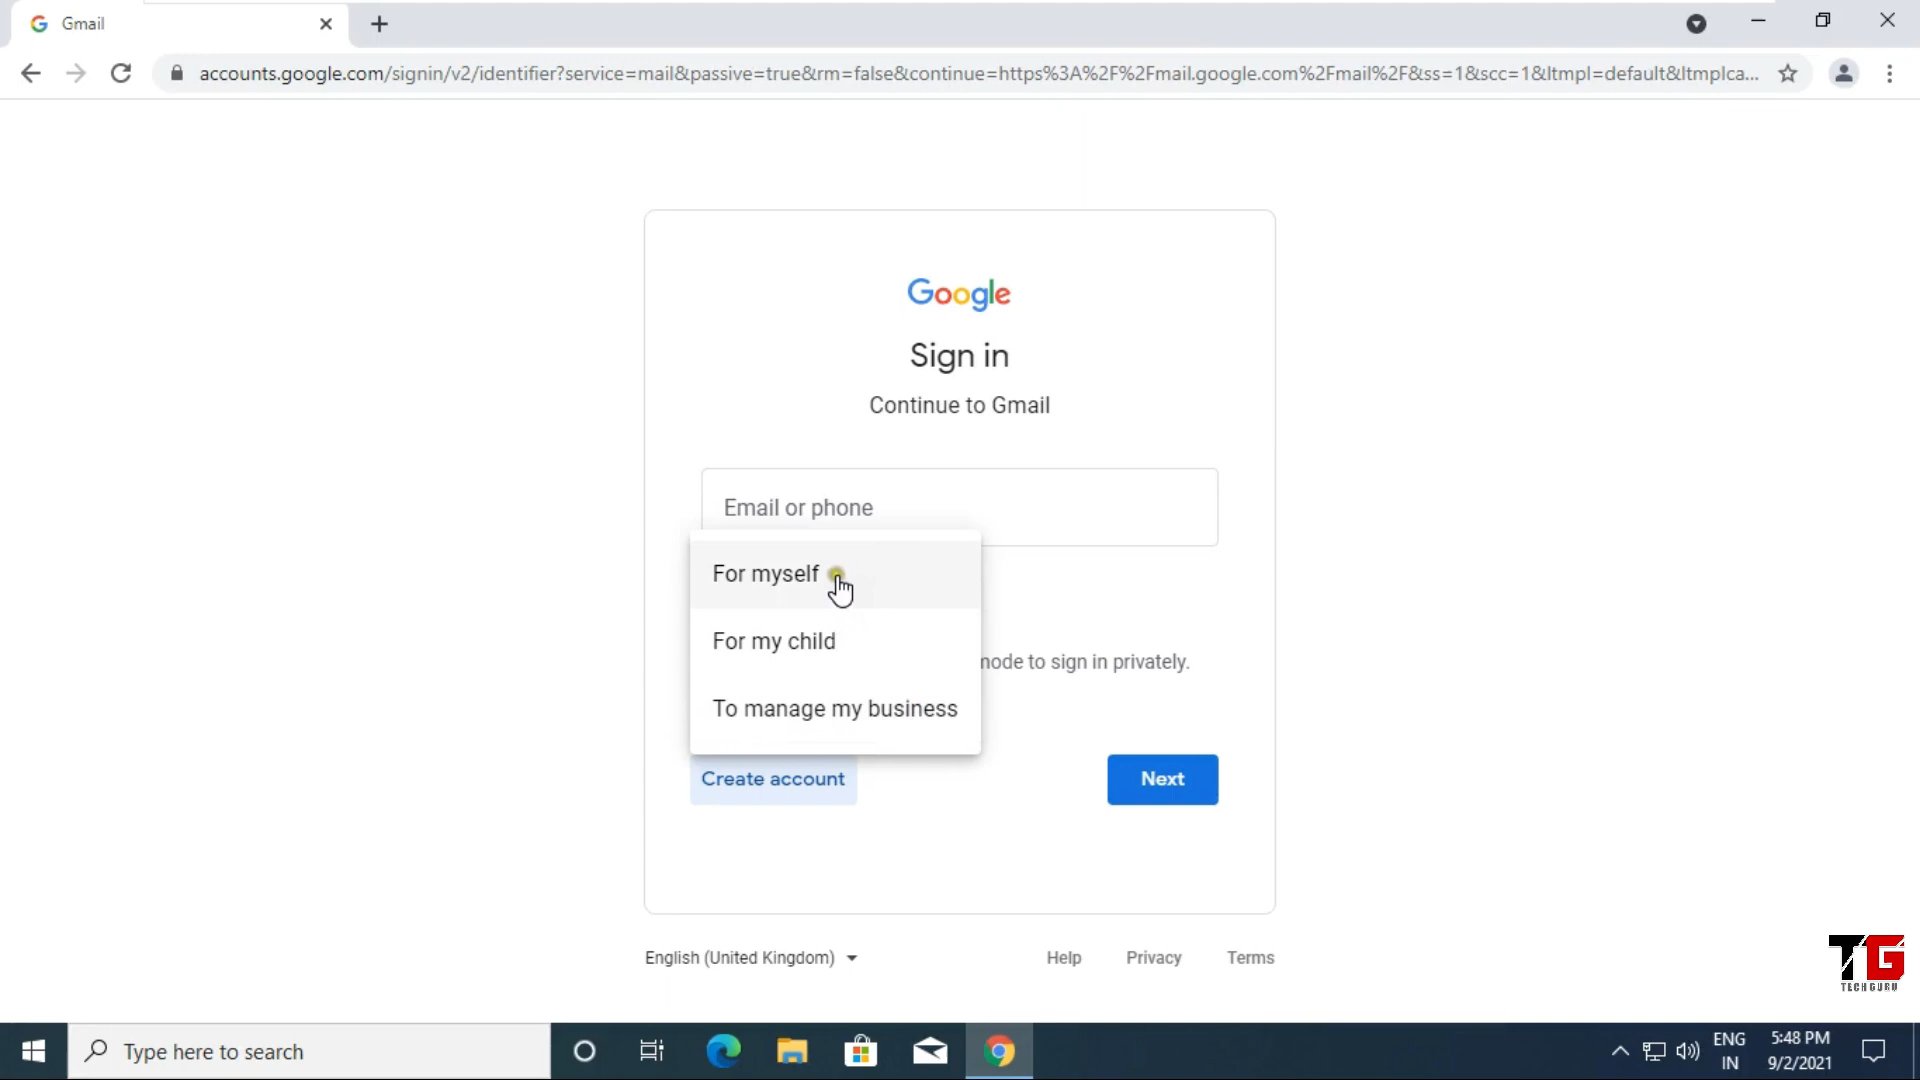 Gmail
accounts.google.com/signin/v2/identifier?service=mail&passive=true&rm=false&continue=https%3A%2F%2Fmail.google.com%2Fmail%2F&ss=1&scc=1&ltmpl=default&ltmplca...
Google
Sign in
Continue to Gmail
Email or phone
For myself
For my child
mode to sign in privately.
To manage my business
Create account
Next
English (United Kingdom)
Help
Privacy
Terms
TG
TECH GURU
Type here to search
ENG
IN
5:48 PM
9/2/2021